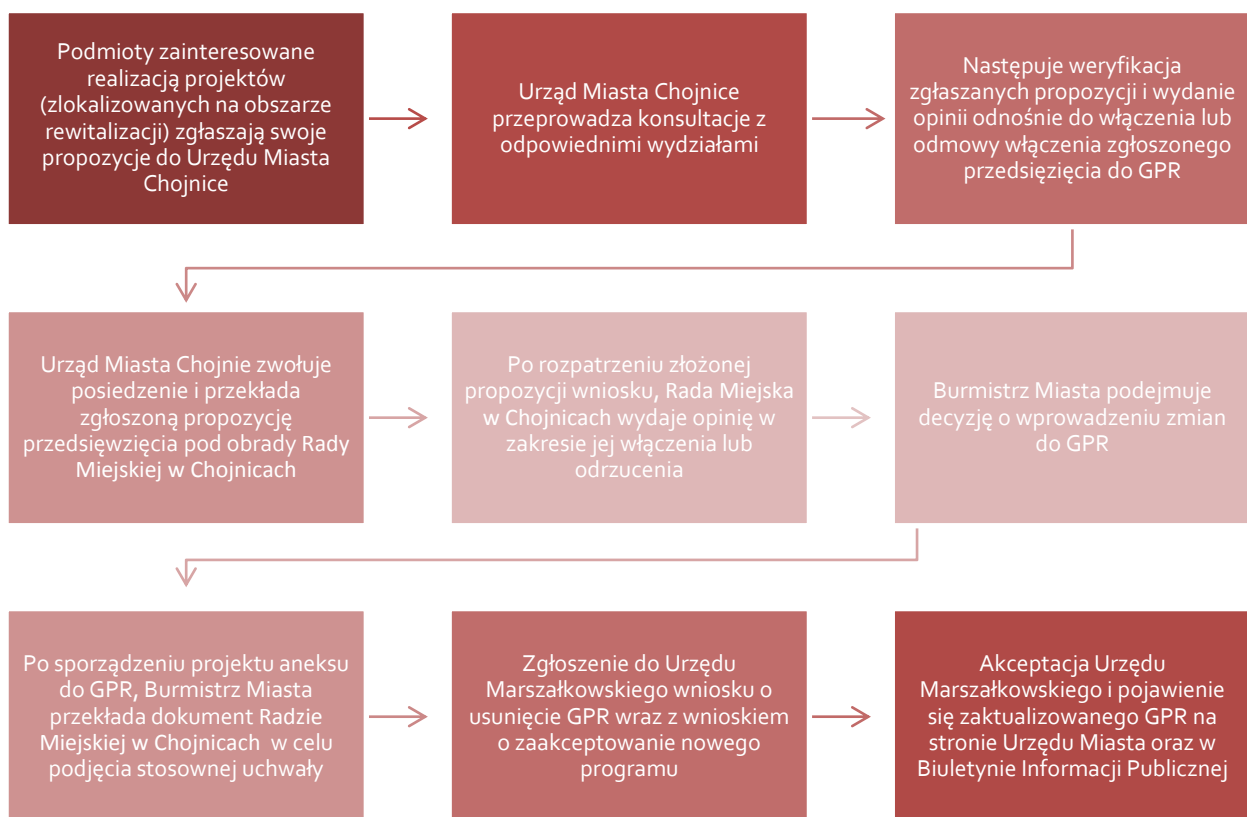 Podmioty zainteresowane
realizacją projektów
(zlokalizowanych na obszarze
rewitalizacji) zgłaszają swoje
propozycje do Urzędu Miasta
Chojnice
Urząd Miasta Chojnice
przeprowadza konsultacje z
odpowiednimi wydziałami
Następuje weryfikacja
zgłaszanych propozycji i wydanie
opinii odnośnie do włączenia lub
odmowy włączenia zgłoszonego
przedsięzięcia do GPR
Urząd Miasta Chojnie zwołuje
posiedzenie i przekłada
zgłoszoną propozycję
przedsięwzięcia pod obrady Rady
Miejskiej w Chojnicach
Po rozpatrzeniu złożonej
propozycji wniosku, Rada Miejska
w Chojnicach wydaje opinię w
zakresie jej włączenia lub
odrzucenia
Burmistrz Miasta podejmuje
decyzję o wprowadzeniu zmian
do GPR
Po sporządzeniu projektu aneksu
do GPR, Burmistrz Miasta
przekłada dokument Radzie
Miejskiej w Chojnicach w celu
podjęcia stosownej uchwały
Zgłoszenie do Urzędu
Marszałkowskiego wniosku o
usunięcie GPR wraz z wnioskiem
o zaakceptowanie nowego
programu
Akceptacja Urzędu
Marszałkowskiego i pojawienie
się zaktualizowanego GPR na
stronie Urzędu Miasta oraz w
Biuletynie Informacji Publicznej